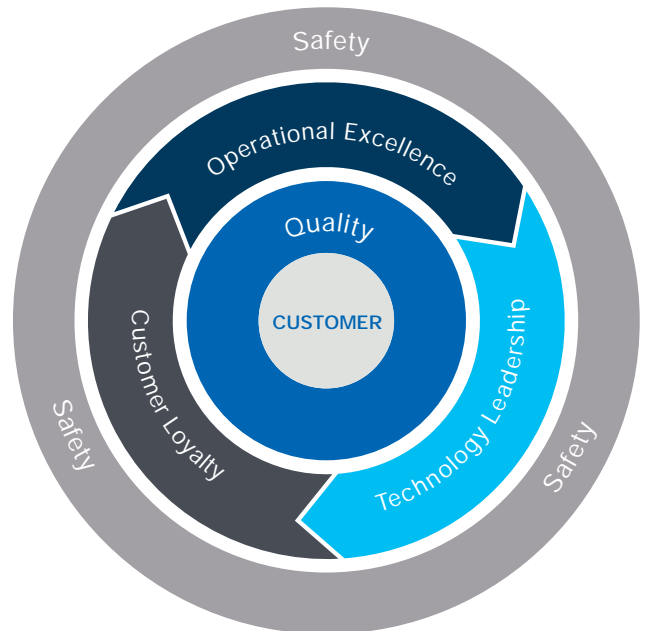 Safety
Operational Excellence
Quality
CUSTOMER
Technology Leadership
Customer Loyalty
Safety
Safety